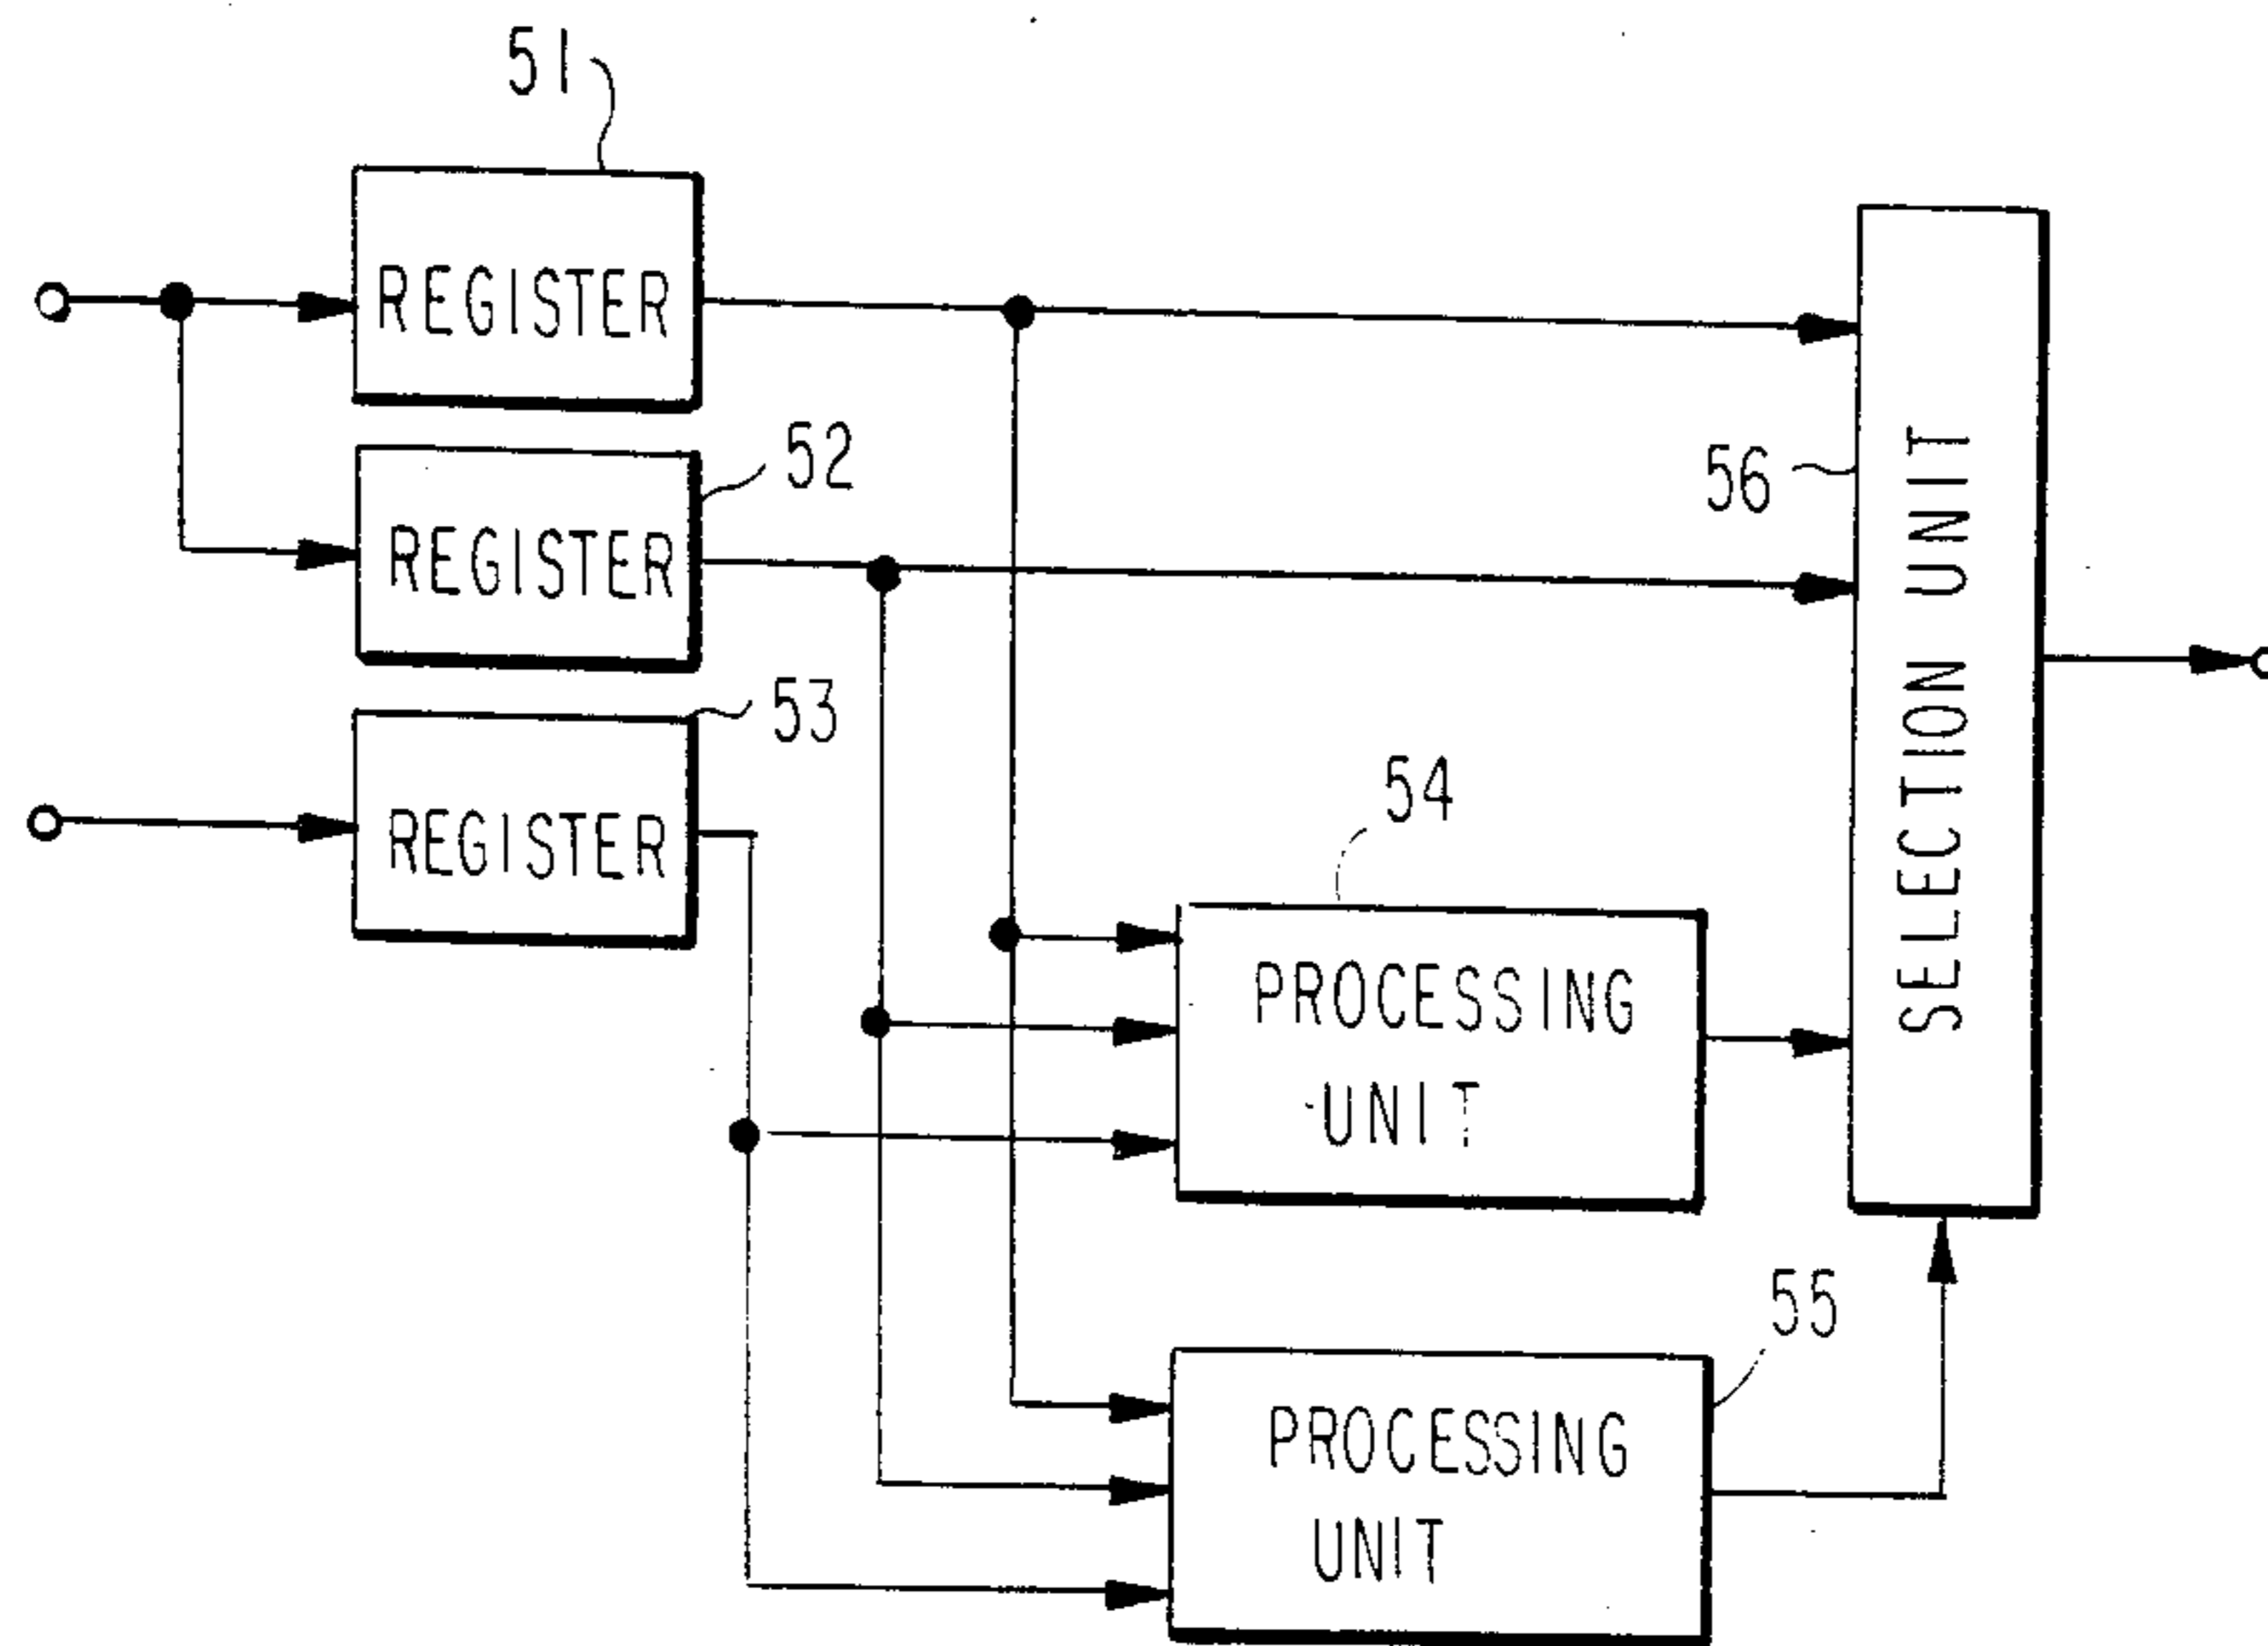 51
REGISTER
52
REGISTER
53
REGISTER
54
PROCESSING
UNIT
55
PROCESSING
UNIT
56
SELECTION UNIT